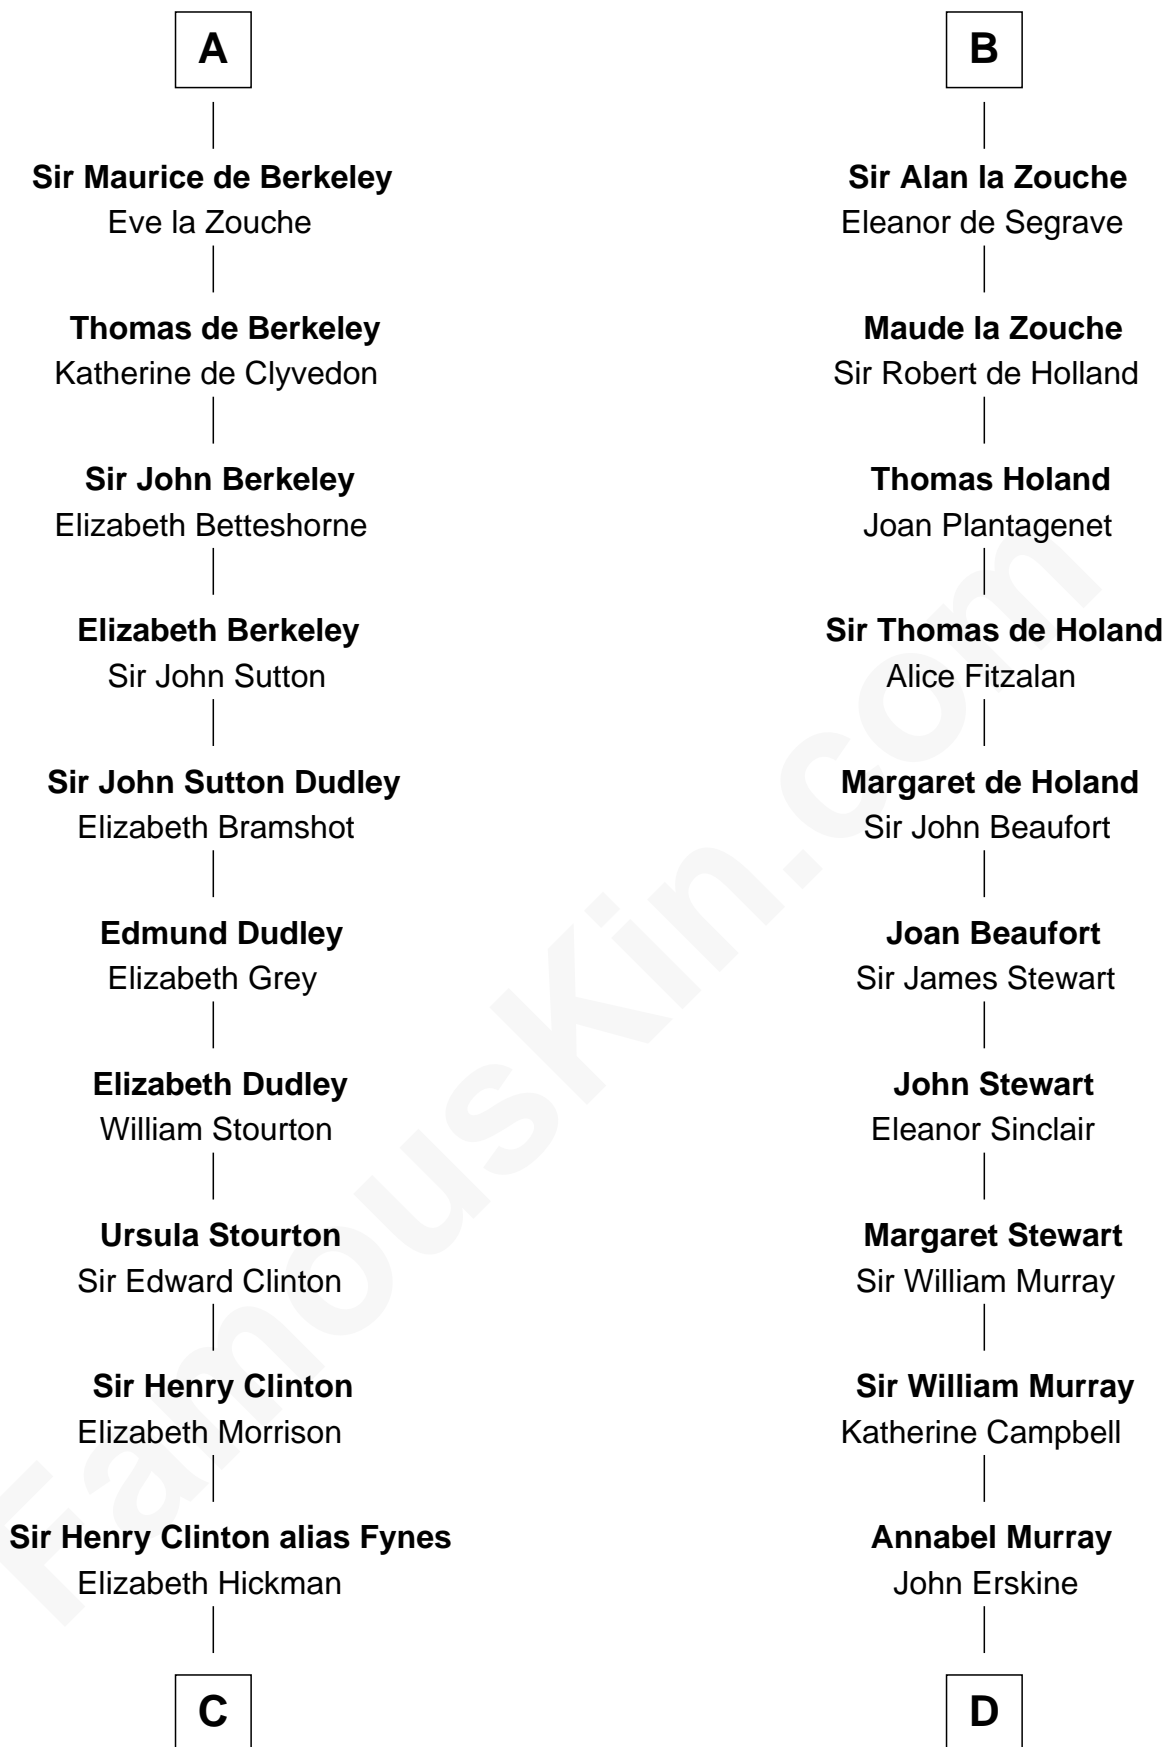 A
Sir Maurice de Berkeley
Eve la Zouche
Thomas de Berkeley
Katherine de Clyvedon
Sir John Berkeley
Elizabeth Betteshorne
Elizabeth Berkeley
Sir John Sutton
Sir John Sutton Dudley
Elizabeth Bramshot
Edmund Dudley
Elizabeth Grey
Elizabeth Dudley
William Stourton
Ursula Stourton
Sir Edward Clinton
Sir Henry Clinton
Elizabeth Morrison
Sir Henry Clinton alias Fynes
Elizabeth Hickman
C
B
Sir Alan la Zouche
Eleanor de Segrave
Maude la Zouche
Sir Robert de Holland
Thomas Holand
Joan Plantagenet
Sir Thomas de Holand
Alice Fitzalan
Margaret de Holand
Sir John Beaufort
Joan Beaufort
Sir James Stewart
John Stewart
Eleanor Sinclair
Margaret Stewart
Sir William Murray
Sir William Murray
Katherine Campbell
Annabel Murray
John Erskine
D
FamousKin.com